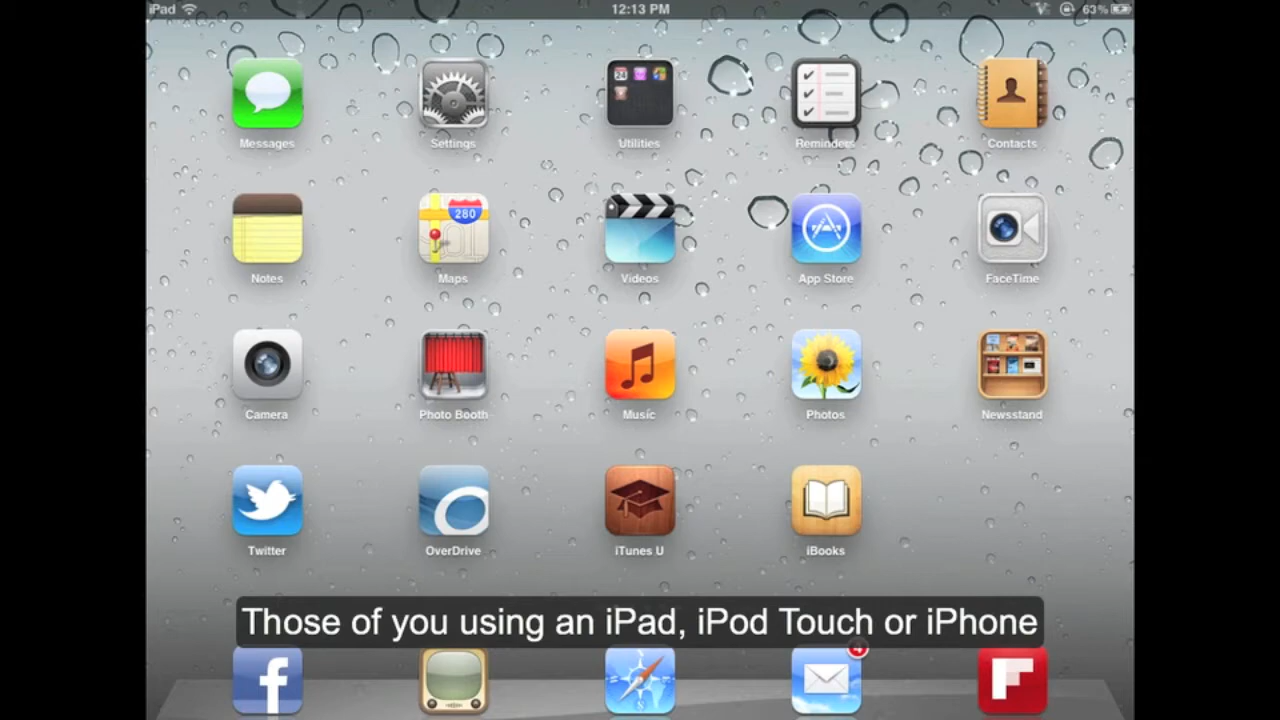 iPad 12:13 PM 63%
Messages Settings Utilities Reminders Contacts
280
Notes Maps Videos App Store FaceTime
Camera Photo Booth Music Photos Newsstand
Twitter OverDrive iTunes U iBooks
Those of you using an iPad, iPod Touch or iPhone
4